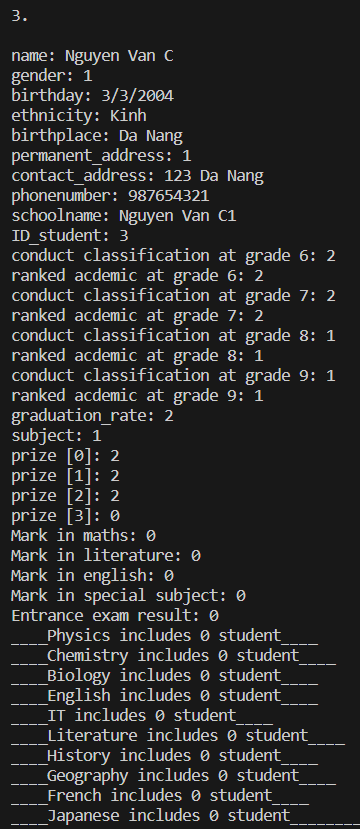 3.
name: Nguyen Van C
gender: 1
birthday: 3/3/2004
ethnicity: Kinh
birthplace: Da Nang
permanent_address: 1
contact_address: 123 Da Nang
phonenumber: 987654321
schoolname: Nguyen Van C1
ID_student: 3
conduct classification at grade 6: 2
ranked acdemic at grade 6: 2
conduct classification at grade 7: 2
ranked acdemic at grade 7: 2
conduct classification at grade 8: 1
ranked acdemic at grade 8: 1
conduct classification at grade 9: 1
ranked acdemic at grade 9: 1
graduation_rate: 2
subject: 1
prize [0]: 2
prize [1]: 2
prize [2]: 2
prize [3]: 0
Mark in maths: 0
Mark in literature: 0
Mark in english: 0
Mark in special subject: 0
Entrance exam result: 0
____Physics includes 0 student____
____Chemistry includes 0 student____
____Biology includes 0 student____
____English includes 0 student____
____IT includes 0 student____
____Literature includes 0 student____
____History includes 0 student____
____Geography includes 0 student____
____French includes 0 student____
____Japanese includes 0 student________